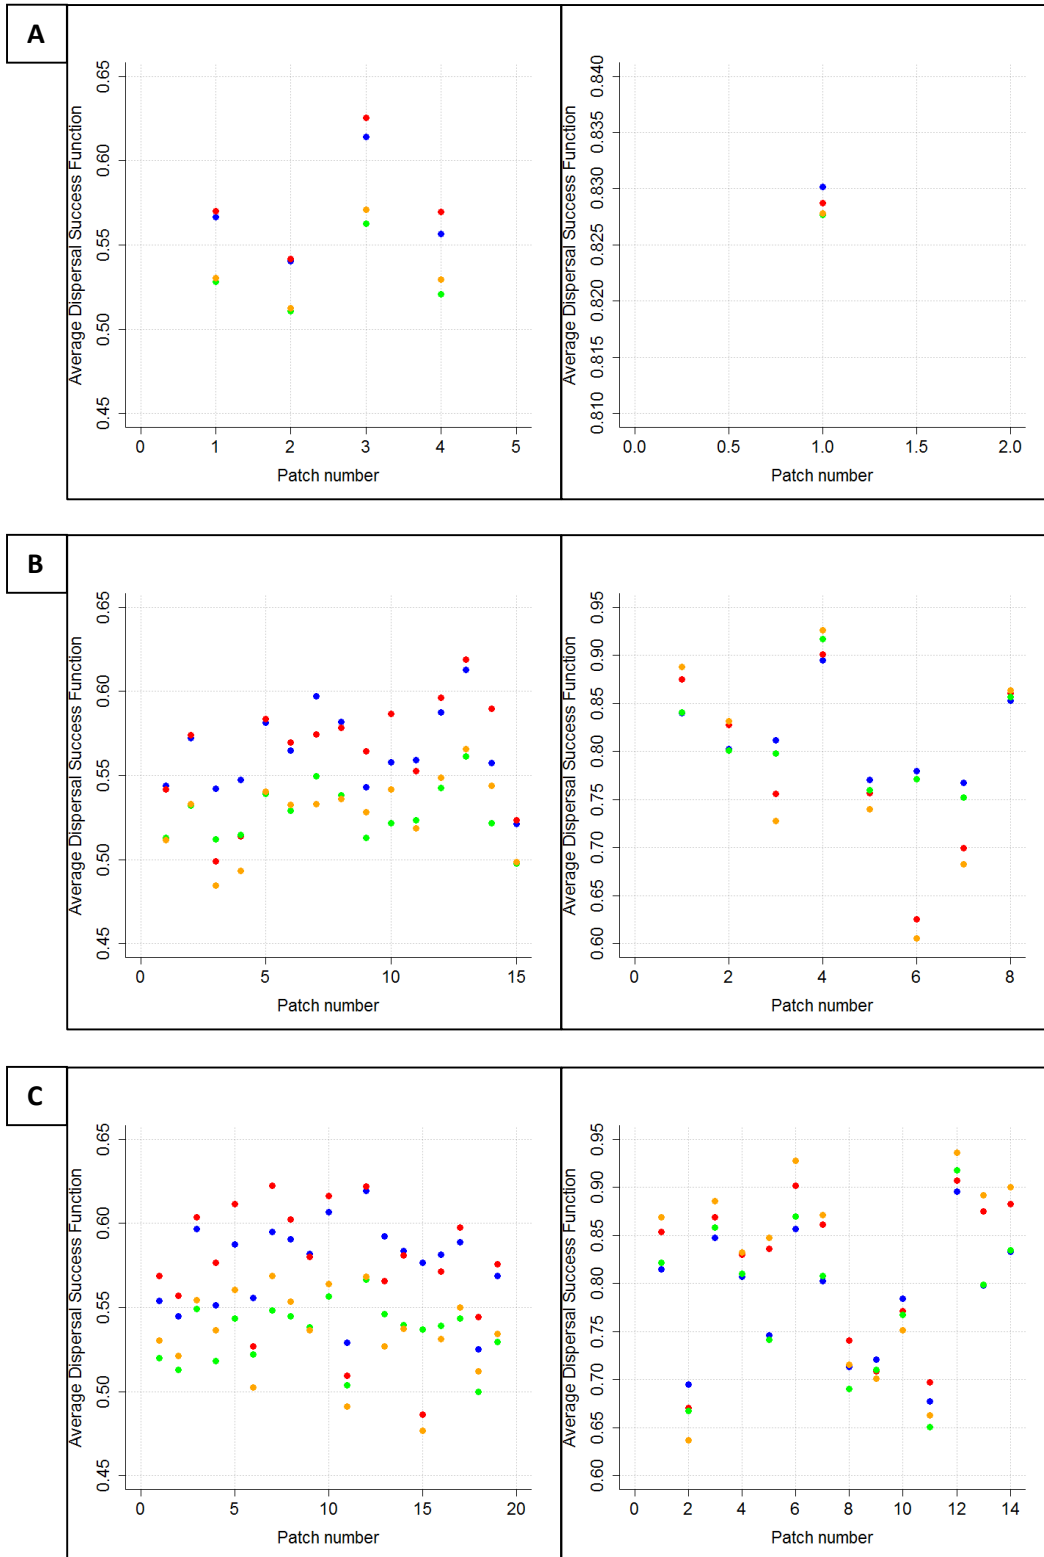 A
Average Dispersal Success Function
0.65
0.60
0.55
0.50
0.45
0 1 2 3 4 5
Patch number
Average Dispersal Success Function
0.840
0.835
0.830
0.825
0.820
0.815
0.810
0.0 0.5 1.0 1.5 2.0
Patch number
B
Average Dispersal Success Function
0.65
0.60
0.55
0.50
0.45
0 5 10 15
Patch number
Average Dispersal Success Function
0.95
0.90
0.85
0.80
0.75
0.70
0.65
0.60
0 2 4 6 8
Patch number
C
Average Dispersal Success Function
0.65
0.60
0.55
0.50
0.45
0 5 10 15 20
Patch number
Average Dispersal Success Function
0.95
0.90
0.85
0.80
0.75
0.70
0.65
0.60
0 2 4 6 8 10 12 14
Patch number